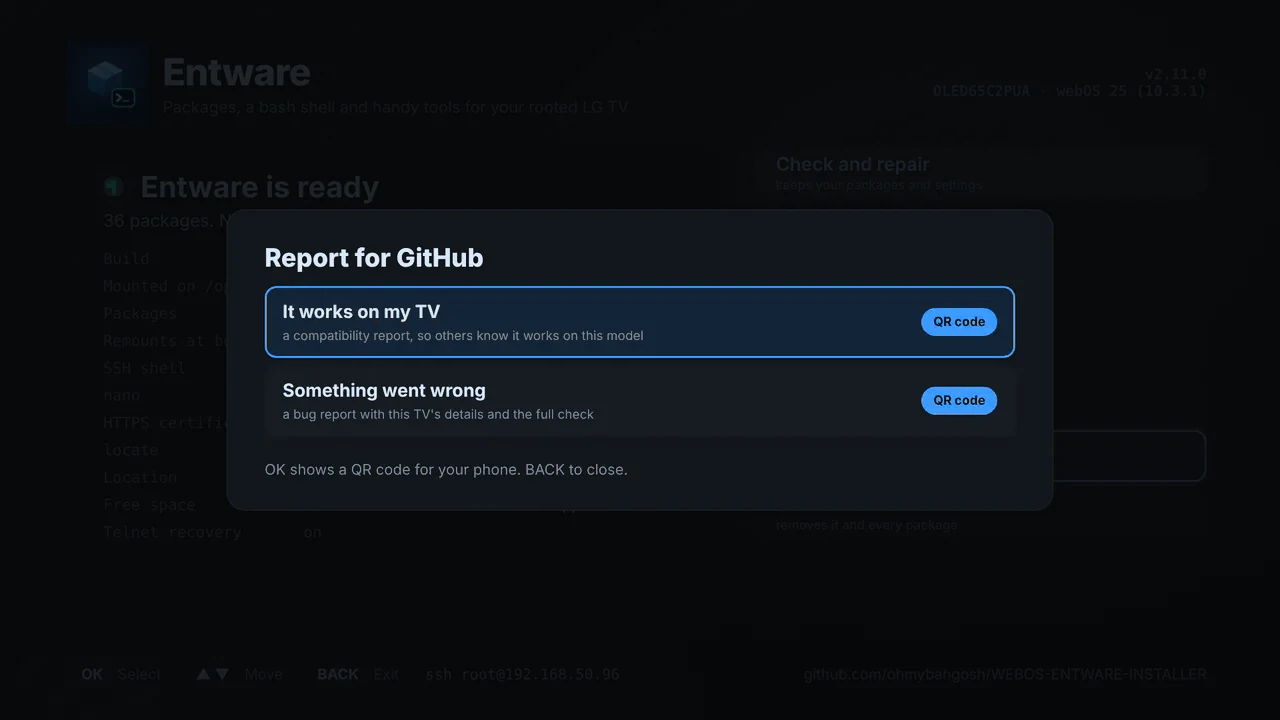 Entware
Packages, a bash shell and handy tools for your rooted LG TV
v2.11.0
OLED65C2PUA · webOS 25 (10.3.1)
Entware is ready
36 packages.
Check and repair
keeps your packages and settings
Report for GitHub
It works on my TV
a compatibility report, so others know it works on this model
QR code
Something went wrong
a bug report with this TV's details and the full check
QR code
OK shows a QR code for your phone. BACK to close.
Build
Mounted on
Packages
Remounts at
SSH shell
nano
HTTPS
locate
Location
Free space
Telnet recovery on
removes it and every package
OK Select ▲▼ Move BACK Exit ssh root@192.168.50.96
github.com/ohmybahgosh/WEBOS-ENTWARE-INSTALLER